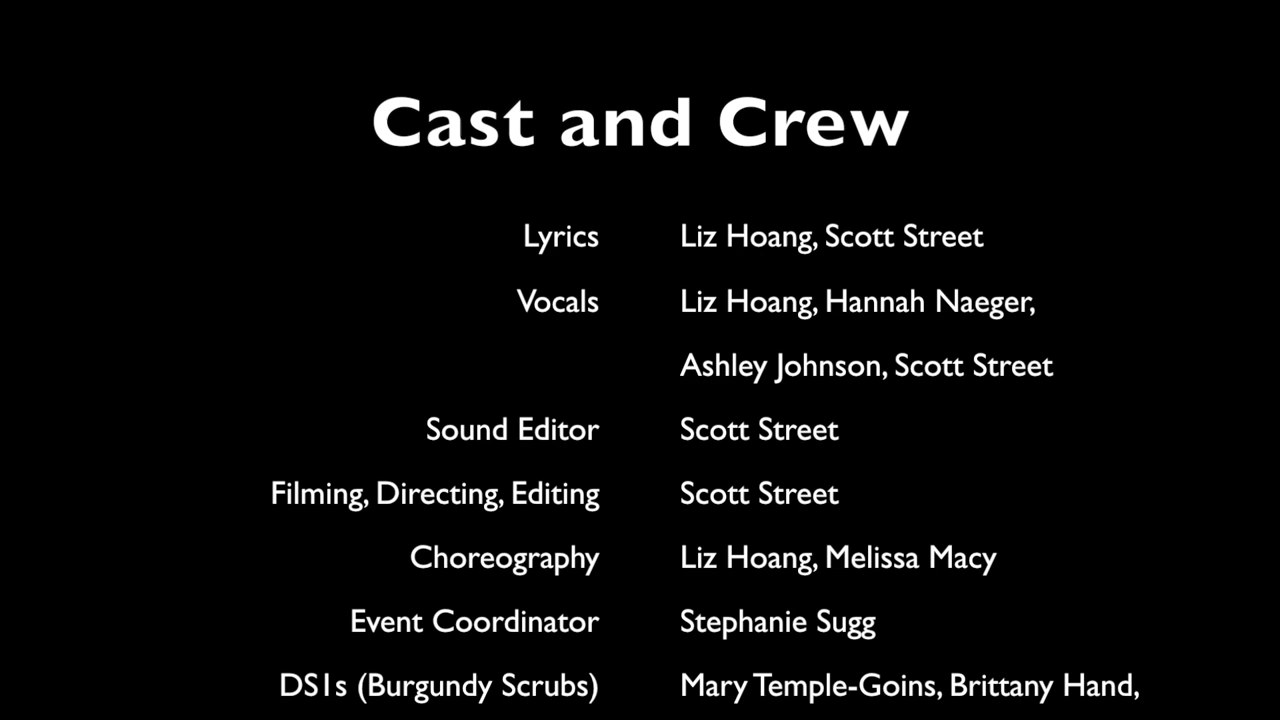 Cast and Crew
Lyrics Liz Hoang, Scott Street
Vocals Liz Hoang, Hannah Naeger,
Ashley Johnson, Scott Street
Sound Editor Scott Street
Filming, Directing, Editing Scott Street
Choreography Liz Hoang, Melissa Macy
Event Coordinator Stephanie Sugg
DS1s (Burgundy Scrubs) Mary Temple-Goins, Brittany Hand,